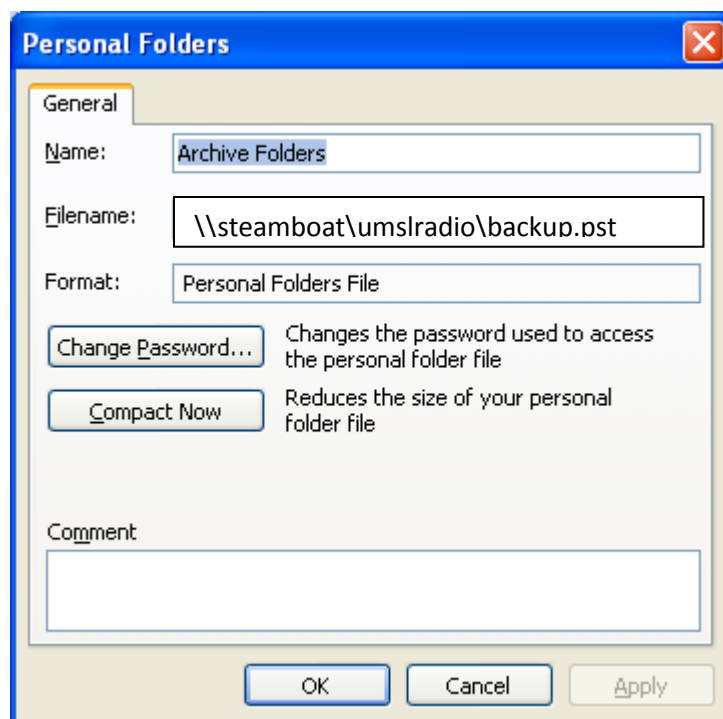 Personal Folders
General
Name: Archive Folders
Filename: \\steamboat\umslradio\backup.pst
Format: Personal Folders File
Change Password... Changes the password used to access
the personal folder file
Compact Now Reduces the size of your personal
folder file
Comment
OK Cancel Apply